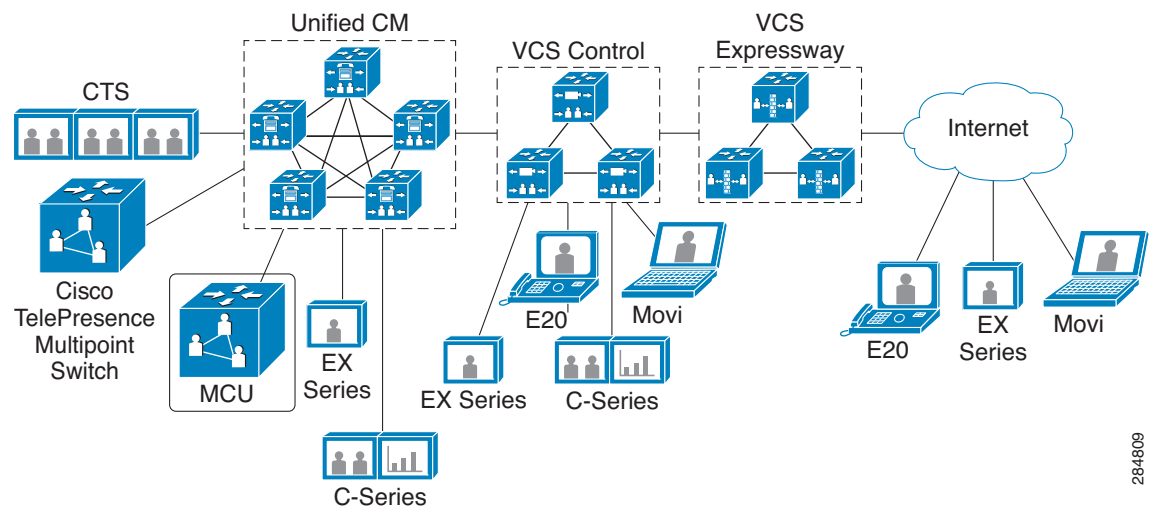 Unified CM
VCS Control
VCS
Expressway
CTS
Internet
Cisco
TelePresence
Multipoint
Switch
MCU
EX
Series
C-Series
EX Series
E20
C-Series
Movi
E20
EX
Series
Movi
284809